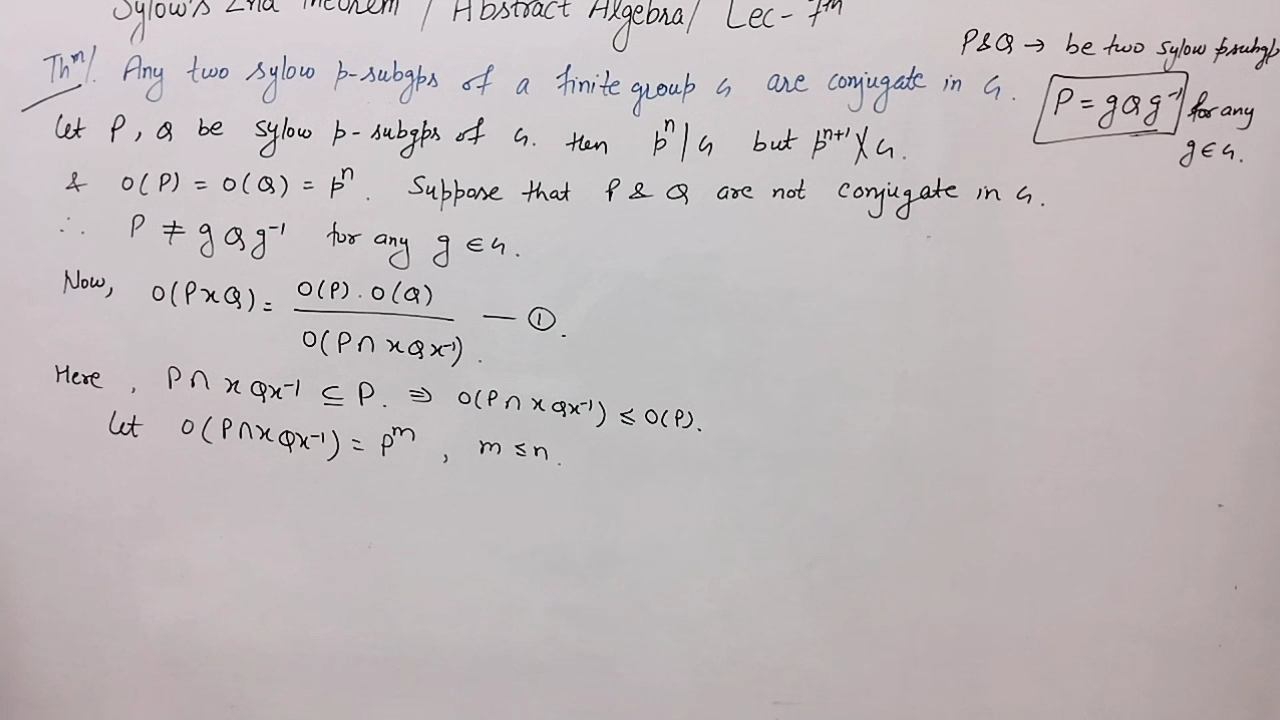 Sylow's 2nd Theorem / Abstract Algebra / Lec- 7th
P&Q → be two sylow psubgp
Thm/. Any two sylow p-subgps of a finite group G are conjugate in G.
P = gQg⁻¹ for any
g∈G.
Let P, Q be sylow p-subgps of G. then pⁿ | G but pⁿ⁺¹ ∤ G.
& O(P) = O(Q) = pⁿ. Suppose that P & Q are not conjugate in G.
∴ P ≠ gQg⁻¹ for any g ∈ G.
Now, O(PxQ) = O(P).O(Q) / O(P∩xQx⁻¹). — ①.
Here, P∩xQx⁻¹ ⊆ P. ⇒ O(P∩xQx⁻¹) ≤ O(P).
Let O(P∩xQx⁻¹) = pᵐ, m ≤ n.